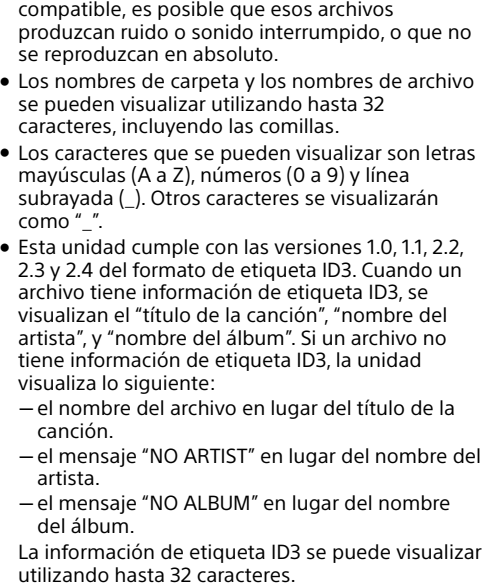 compatible, es posible que esos archivos
produzcan ruido o sonido interrumpido, o que no
se reproduzcan en absoluto.
• Los nombres de carpeta y los nombres de archivo
se pueden visualizar utilizando hasta 32
caracteres, incluyendo las comillas.
• Los caracteres que se pueden visualizar son letras
mayúsculas (A a Z), números (0 a 9) y línea
subrayada (_). Otros caracteres se visualizarán
como “_”.
• Esta unidad cumple con las versiones 1.0, 1.1, 2.2,
2.3 y 2.4 del formato de etiqueta ID3. Cuando un
archivo tiene información de etiqueta ID3, se
visualizan el “título de la canción”, “nombre del
artista”, y “nombre del álbum”. Si un archivo no
tiene información de etiqueta ID3, la unidad
visualiza lo siguiente:
— el nombre del archivo en lugar del título de la
canción.
— el mensaje “NO ARTIST” en lugar del nombre del
artista.
— el mensaje “NO ALBUM” en lugar del nombre
del álbum.
La información de etiqueta ID3 se puede visualizar
utilizando hasta 32 caracteres.